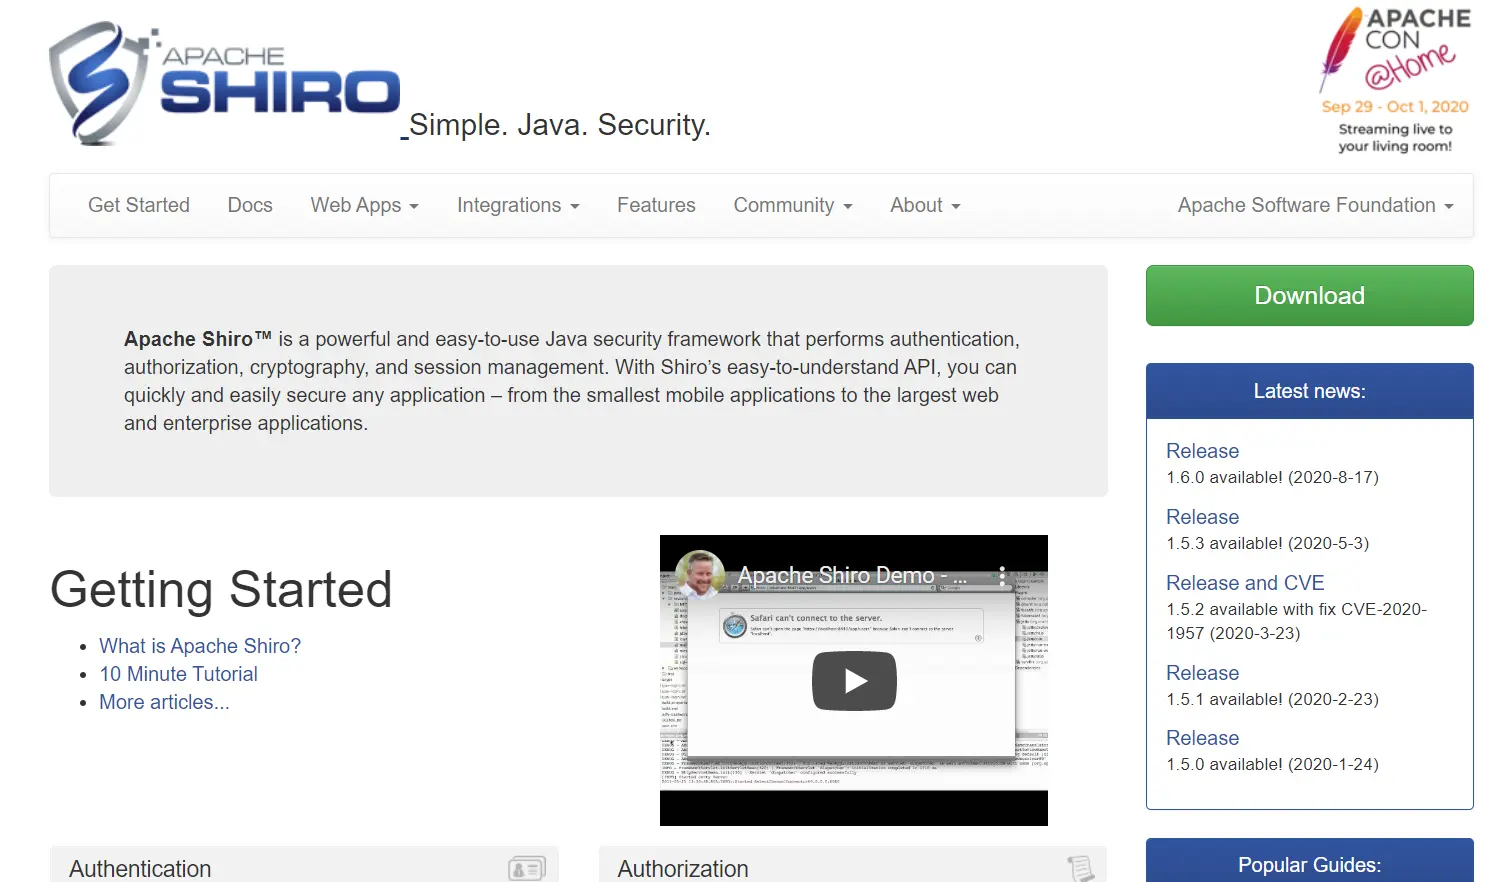 APACHE
SHIRO
Simple. Java. Security.
APACHE
CON
@Home
Sep 29 - Oct 1, 2020
Streaming live to
your living room!
Get Started Docs Web Apps Integrations Features Community About Apache Software Foundation
Apache Shiro™ is a powerful and easy-to-use Java security framework that performs authentication,
authorization, cryptography, and session management. With Shiro’s easy-to-understand API, you can
quickly and easily secure any application – from the smallest mobile applications to the largest web
and enterprise applications.
Getting Started
What is Apache Shiro?
10 Minute Tutorial
More articles...
Apache Shiro Demo - ...
Safari can't connect to the server.
Authentication
Authorization
Download
Latest news:
Release
1.6.0 available! (2020-8-17)
Release
1.5.3 available! (2020-5-3)
Release and CVE
1.5.2 available with fix CVE-2020-
1957 (2020-3-23)
Release
1.5.1 available! (2020-2-23)
Release
1.5.0 available! (2020-1-24)
Popular Guides: